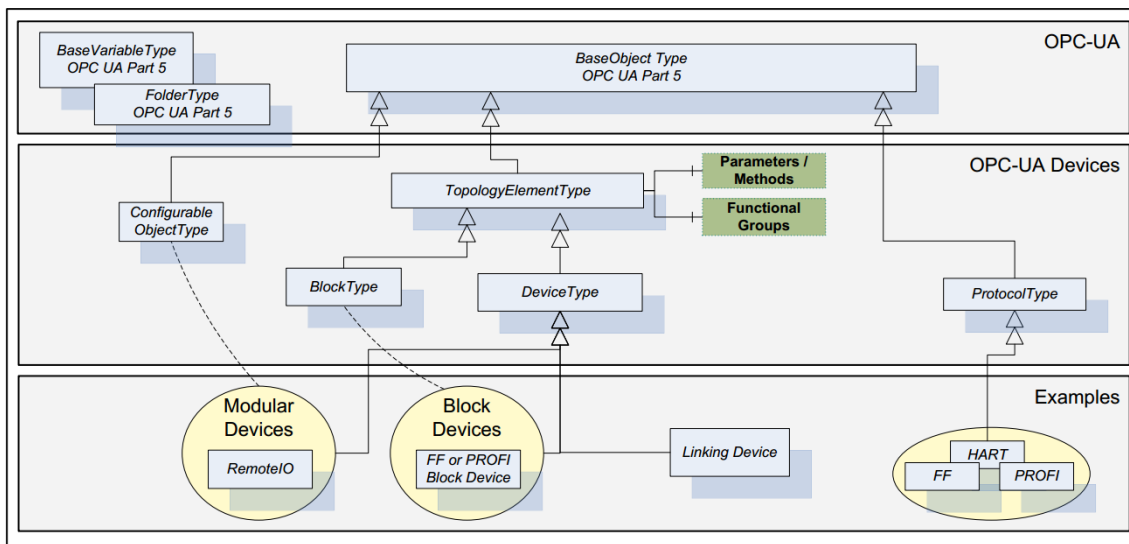 OPC-UA
BaseVariableType
OPC UA Part 5
FolderType
OPC UA Part 5
BaseObject Type
OPC UA Part 5
OPC-UA Devices
Parameters /
Methods
TopologyElementType
Functional
Groups
Configurable
ObjectType
BlockType
DeviceType
ProtocolType
Examples
Modular
Devices
RemoteIO
Block
Devices
FF or PROFI
Block Device
Linking Device
HART
FF
PROFI